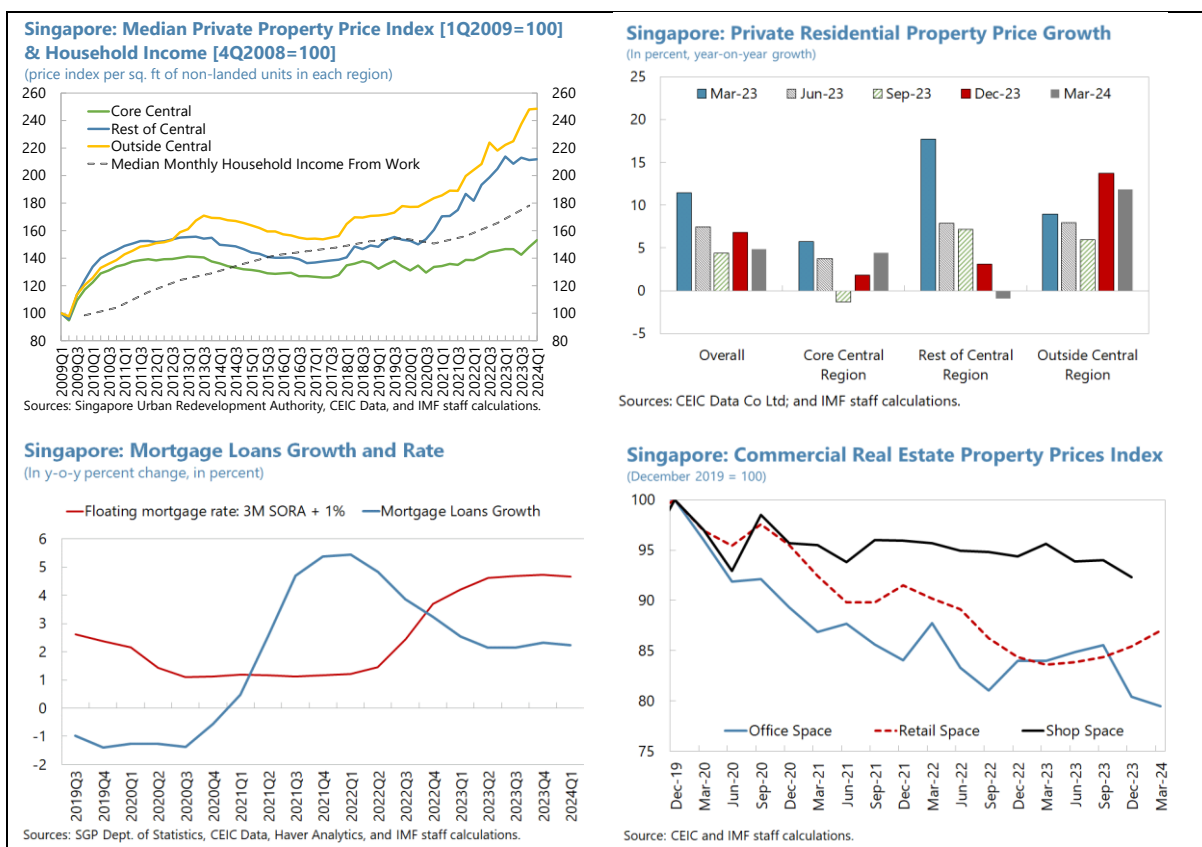 Singapore: Median Private Property Price Index [1Q2009=100]
& Household Income [4Q2008=100]
(price index per sq. ft of non-landed units in each region)
260
240
220
200
180
160
140
120
100
80
Core Central
Rest of Central
Outside Central
Median Monthly Household Income From Work
260
240
220
200
180
160
140
120
100
80
2009Q1
2009Q3
2010Q1
2010Q3
2011Q1
2011Q3
2012Q1
2012Q3
2013Q1
2013Q3
2014Q1
2014Q3
2015Q1
2015Q3
2016Q1
2016Q3
2017Q1
2017Q3
2018Q1
2018Q3
2019Q1
2019Q3
2020Q1
2020Q3
2021Q1
2021Q3
2022Q1
2022Q3
2023Q1
2023Q3
2024Q1
Sources: Singapore Urban Redevelopment Authority, CEIC Data, and IMF staff calculations.
Singapore: Private Residential Property Price Growth
(In percent, year-on-year growth)
25
20
15
10
5
0
-5
Mar-23
Jun-23
Sep-23
Dec-23
Mar-24
Overall
Core Central
Region
Rest of Central
Region
Outside Central
Region
Sources: CEIC Data Co Ltd; and IMF staff calculations.
Singapore: Mortgage Loans Growth and Rate
(In y-o-y percent change, in percent)
Floating mortgage rate: 3M SORA + 1%
Mortgage Loans Growth
6
5
4
3
2
1
0
-1
-2
2019Q3
2019Q4
2020Q1
2020Q2
2020Q3
2020Q4
2021Q1
2021Q2
2021Q3
2021Q4
2022Q1
2022Q2
2022Q3
2022Q4
2023Q1
2023Q2
2023Q3
2023Q4
2024Q1
Sources: SGP Dept. of Statistics, CEIC Data, Haver Analytics, and IMF staff calculations.
Singapore: Commercial Real Estate Property Prices Index
(December 2019 = 100)
100
95
90
85
80
75
Office Space
Retail Space
Shop Space
Dec-19
Mar-20
Jun-20
Sep-20
Dec-20
Mar-21
Jun-21
Sep-21
Dec-21
Mar-22
Jun-22
Sep-22
Dec-22
Mar-23
Jun-23
Sep-23
Dec-23
Mar-24
Source: CEIC and IMF staff calculations.